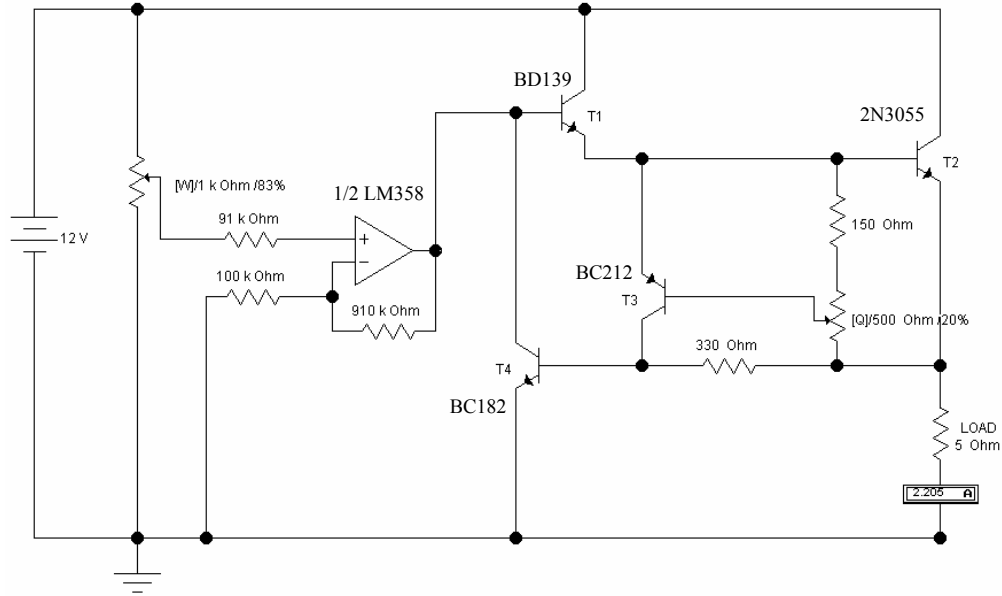 BD139
T1
2N3055
T2
[W]/1 k Ohm /83%
1/2 LM358
91 k Ohm
+
12 V
150 Ohm
−
100 k Ohm
BC212
T3
910 k Ohm
[Q]/500 Ohm /20%
330 Ohm
T4
BC182
LOAD
5 Ohm
2.205 A